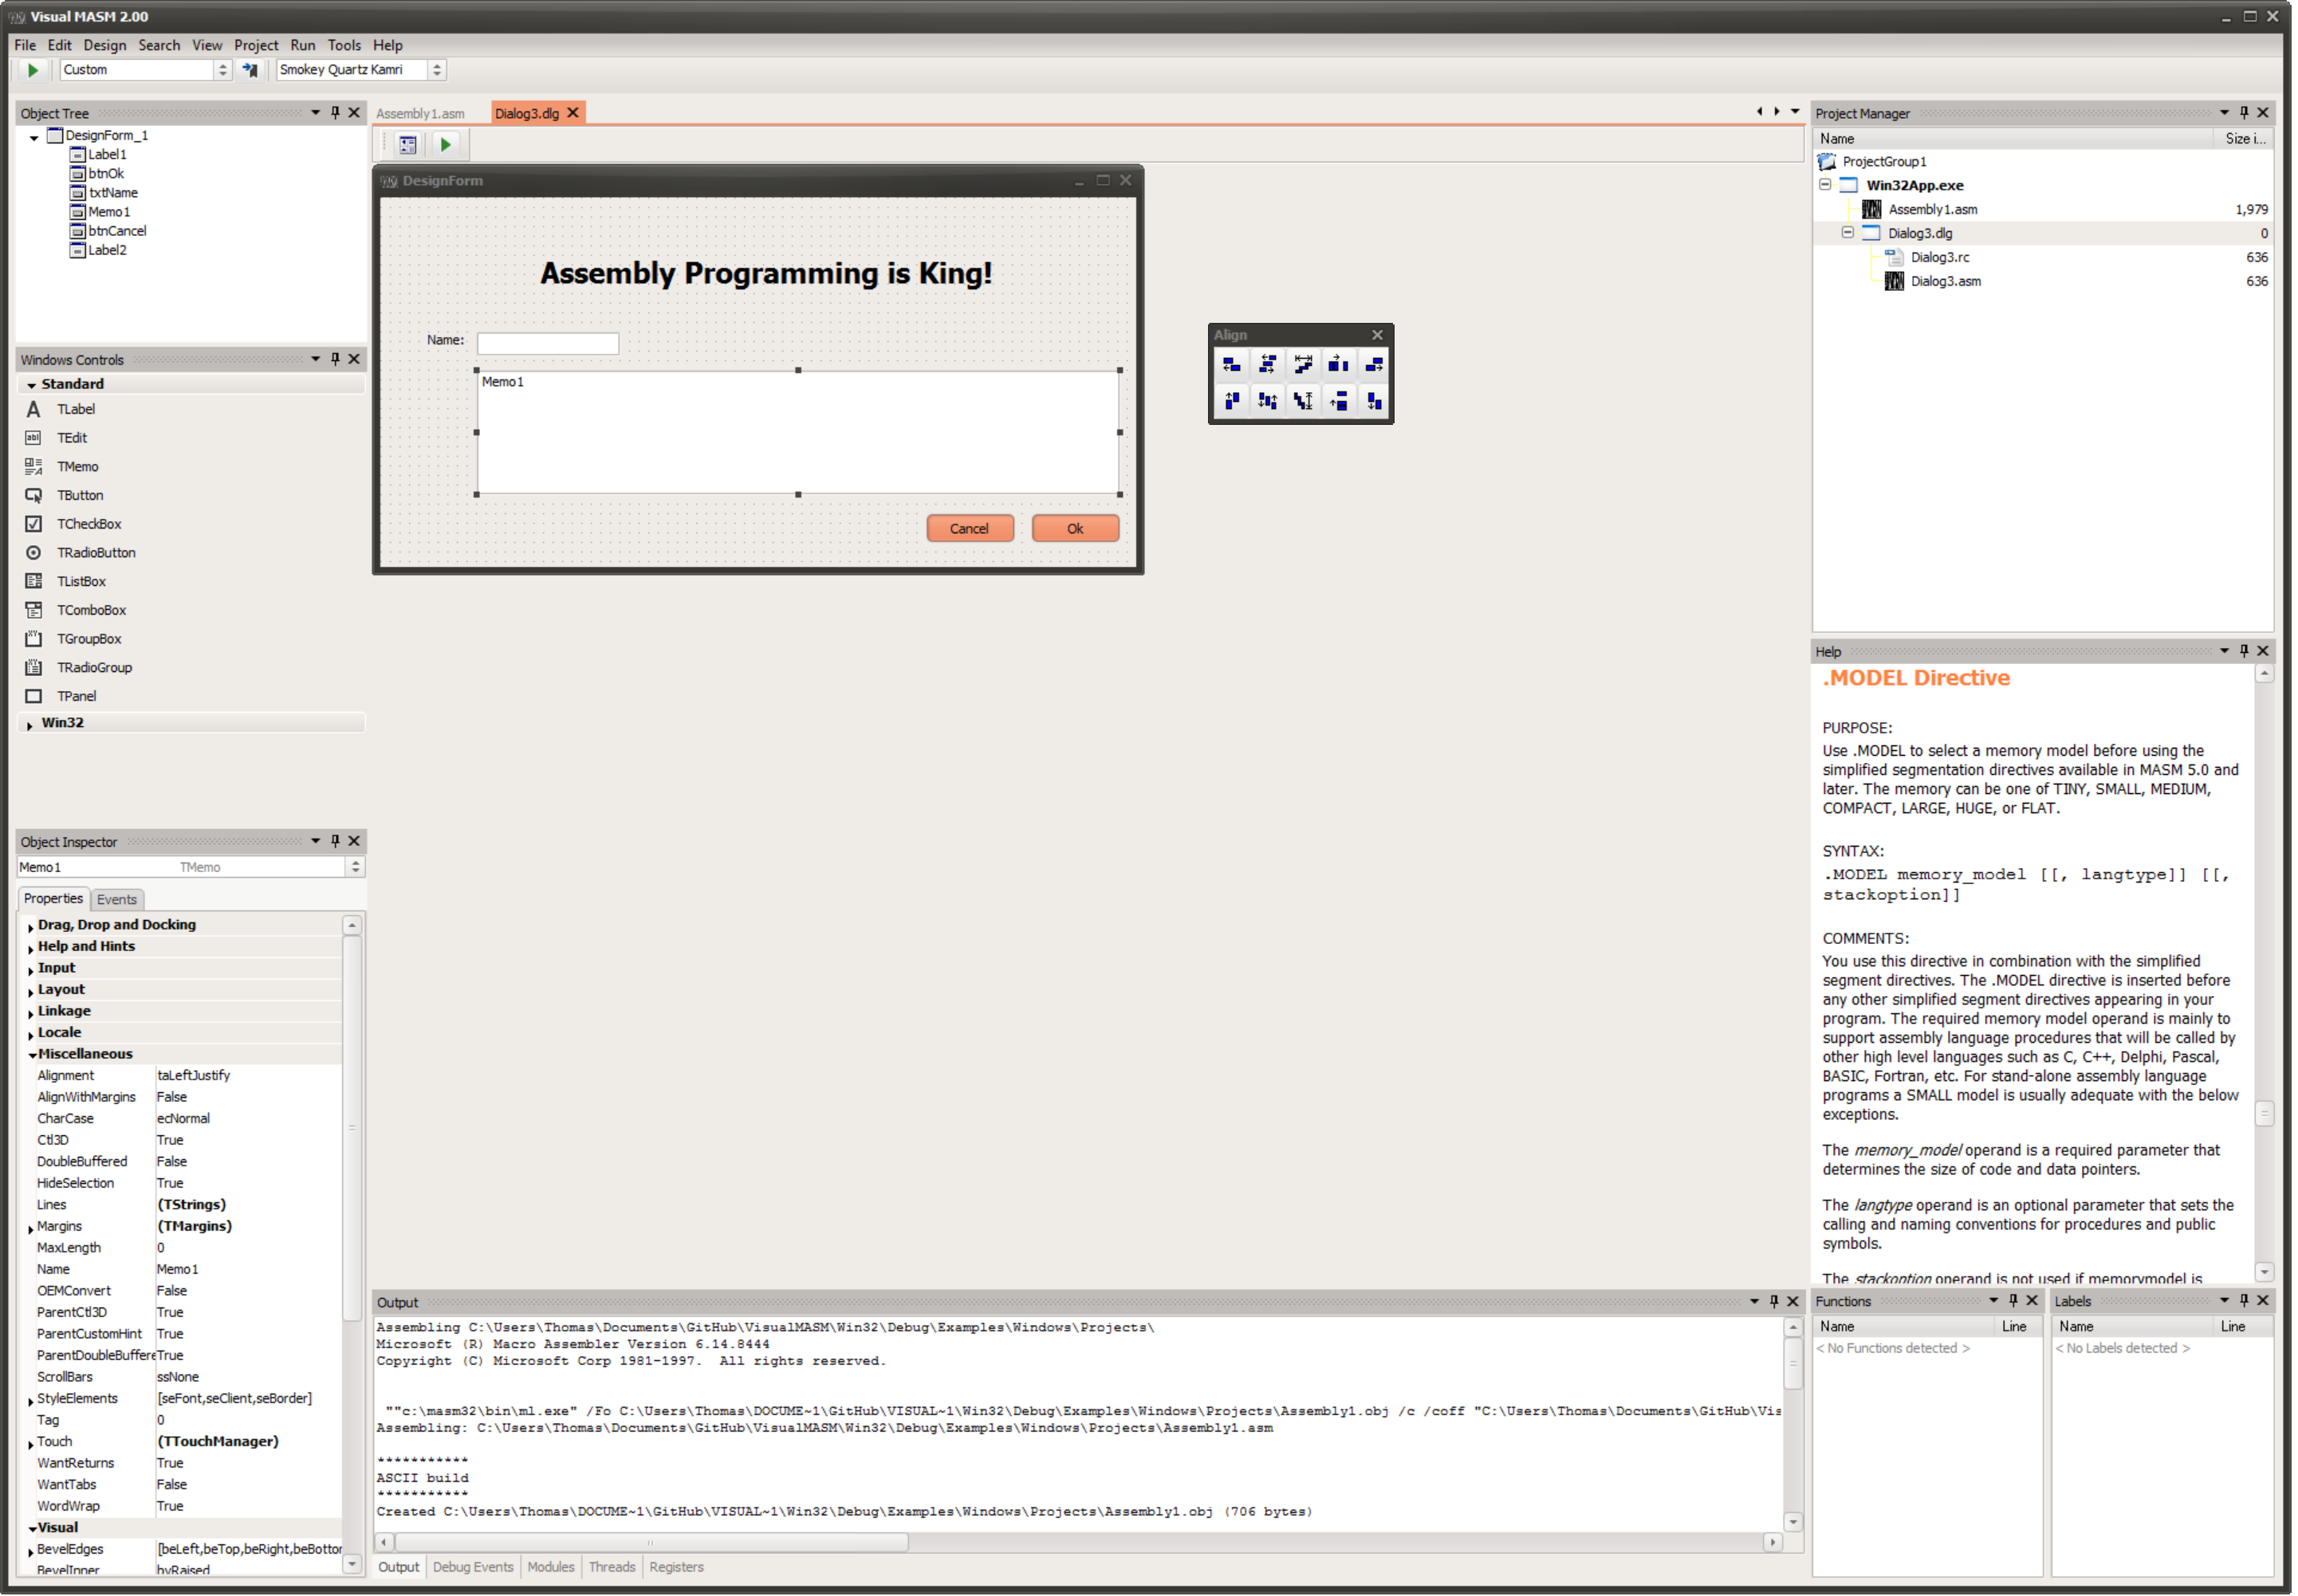 Visual MASM 2.00
File Edit Design Search View Project Run Tools Help
Custom Smokey Quartz Kamri
Object Tree
DesignForm_1
Label1
btnOk
txtName
Memo1
btnCancel
Label2
Windows Controls
Standard
TLabel
TEdit
TMemo
TButton
TCheckBox
TRadioButton
TListBox
TComboBox
TGroupBox
TRadioGroup
TPanel
Win32
Object Inspector
Memo1 TMemo
Properties Events
Drag, Drop and Docking
Help and Hints
Input
Layout
Linkage
Locale
Miscellaneous
Alignment taLeftJustify
AlignWithMargins False
CharCase ecNormal
Ctl3D True
DoubleBuffered False
HideSelection True
Lines (TStrings)
Margins (TMargins)
MaxLength 0
Name Memo1
OEMConvert False
ParentCtl3D True
ParentCustomHint True
ParentDoubleBuffere True
ScrollBars ssNone
StyleElements [seFont,seClient,seBorder]
Tag 0
Touch (TTouchManager)
WantReturns True
WantTabs False
WordWrap True
Visual
BevelEdges [beLeft,beTop,beRight,beBottor
BevelInner bvRaised
Assembly1.asm Dialog3.dlg
DesignForm
Assembly Programming is King!
Name:
Memo1
Cancel Ok
Align
Output
Assembling C:\Users\Thomas\Documents\GitHub\VisualMASM\Win32\Debug\Examples\Windows\Projects\
Microsoft (R) Macro Assembler Version 6.14.8444
Copyright (C) Microsoft Corp 1981-1997.  All rights reserved.
""c:\masm32\bin\ml.exe" /Fo C:\Users\Thomas\DOCUME~1\GitHub\VISUAL~1\Win32\Debug\Examples\Windows\Projects\Assembly1.obj /c /coff "C:\Users\Thomas\Documents\GitHub\Vis
Assembling: C:\Users\Thomas\Documents\GitHub\VisualMASM\Win32\Debug\Examples\Windows\Projects\Assembly1.asm
***********
ASCII build
***********
Created C:\Users\Thomas\DOCUME~1\GitHub\VISUAL~1\Win32\Debug\Examples\Windows\Projects\Assembly1.obj (706 bytes)
Output Debug Events Modules Threads Registers
Project Manager
Name Size i...
ProjectGroup1
Win32App.exe
Assembly1.asm 1,979
Dialog3.dlg 0
Dialog3.rc 636
Dialog3.asm 636
Help
.MODEL Directive
PURPOSE:
Use .MODEL to select a memory model before using the
simplified segmentation directives available in MASM 5.0 and
later. The memory can be one of TINY, SMALL, MEDIUM,
COMPACT, LARGE, HUGE, or FLAT.
SYNTAX:
.MODEL memory_model [[, langtype]] [[,
stackoption]]
COMMENTS:
You use this directive in combination with the simplified
segment directives. The .MODEL directive is inserted before
any other simplified segment directives appearing in your
program. The required memory model operand is mainly to
support assembly language procedures that will be called by
other high level languages such as C, C++, Delphi, Pascal,
BASIC, Fortran, etc. For stand-alone assembly language
programs a SMALL model is usually adequate with the below
exceptions.
The memory_model operand is a required parameter that
determines the size of code and data pointers.
The langtype operand is an optional parameter that sets the
calling and naming conventions for procedures and public
symbols.
The stackoption operand is not used if memorymodel is
Functions
Name Line
< No Functions detected >
Labels
Name Line
< No Labels detected >